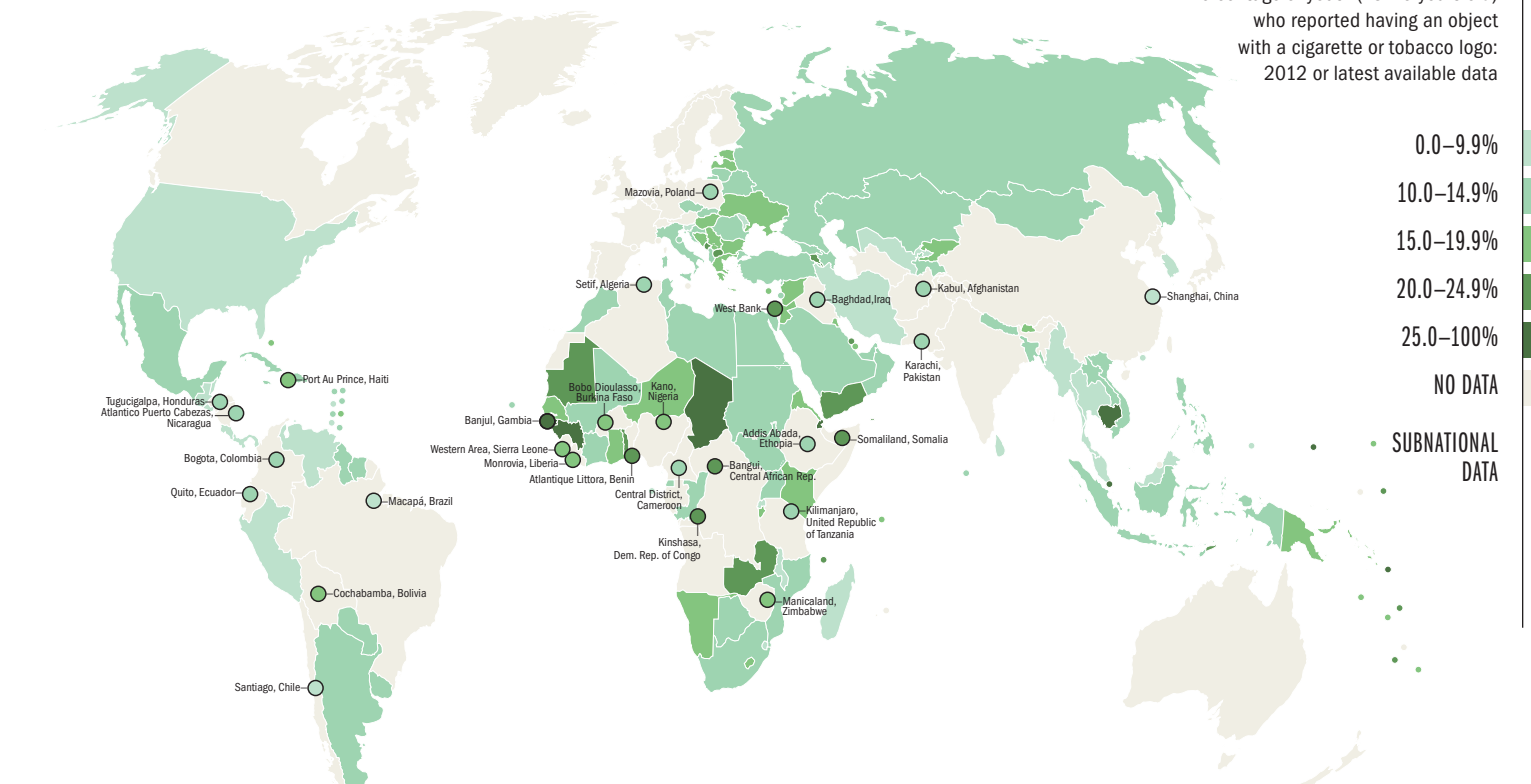 who reported having an object
with a cigarette or tobacco logo:
2012 or latest available data
0.0–9.9%
10.0–14.9%
15.0–19.9%
20.0–24.9%
25.0–100%
NO DATA
SUBNATIONAL
DATA
Mazovia, Poland
Setif, Algeria
West Bank
Baghdad,Iraq
Kabul, Afghanistan
Shanghai, China
Karachi,
Pakistan
Port Au Prince, Haiti
Tugucigalpa, Honduras
Atlantico Puerto Cabezas,
Nicaragua
Bogota, Colombia
Quito, Ecuador
Macapá, Brazil
Cochabamba, Bolivia
Santiago, Chile
Bobo Dioulasso,
Burkina Faso
Kano,
Nigeria
Banjul, Gambia
Western Area, Sierra Leone
Monrovia, Liberia
Atlantique Littora, Benin
Central District,
Cameroon
Bangui,
Central African Rep.
Addis Abada,
Ethiopia
Somaliland, Somalia
Kinshasa,
Dem. Rep. of Congo
Kilimanjaro,
United Republic
of Tanzania
Manicaland,
Zimbabwe